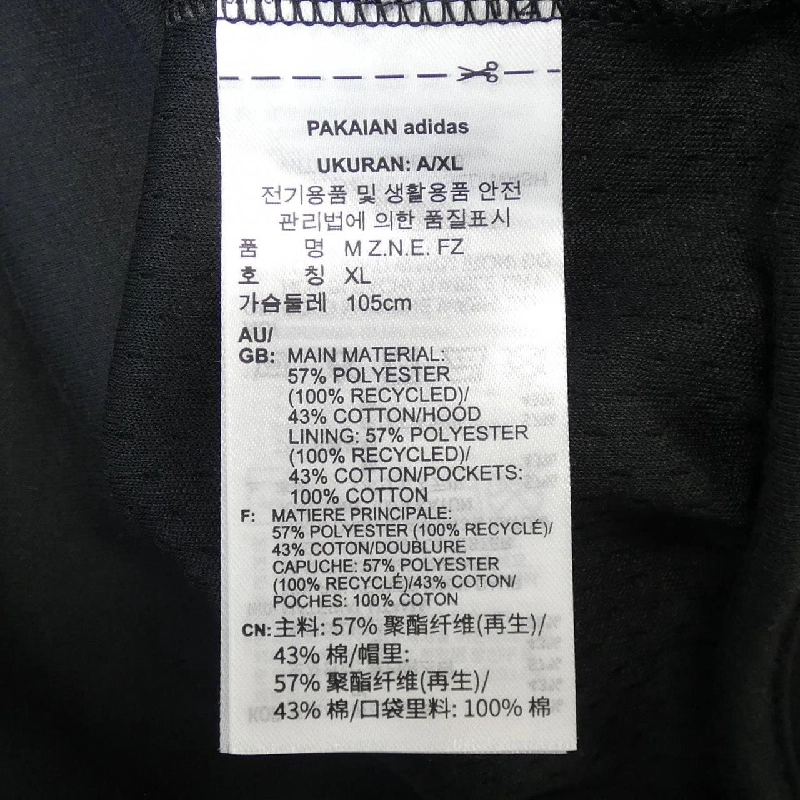 PAKAIAN adidas
UKURAN: A/XL
전기용품 및 생활용품 안전
관리법에 의한 품질표시
품 명 M Z.N.E. FZ
호 칭 XL
가슴둘레 105cm
AU/
GB: MAIN MATERIAL:
57% POLYESTER
(100% RECYCLED)/
43% COTTON/HOOD
LINING: 57% POLYESTER
(100% RECYCLED)/
43% COTTON/POCKETS:
100% COTTON
F: MATIERE PRINCIPALE:
57% POLYESTER (100% RECYCLÉ)/
43% COTON/DOUBLURE
CAPUCHE: 57% POLYESTER
(100% RECYCLÉ)/43% COTON/
POCHES: 100% COTON
CN: 主料: 57% 聚酯纤维(再生)/
43% 棉/帽里:
57% 聚酯纤维(再生)/
43% 棉/口袋里料: 100% 棉